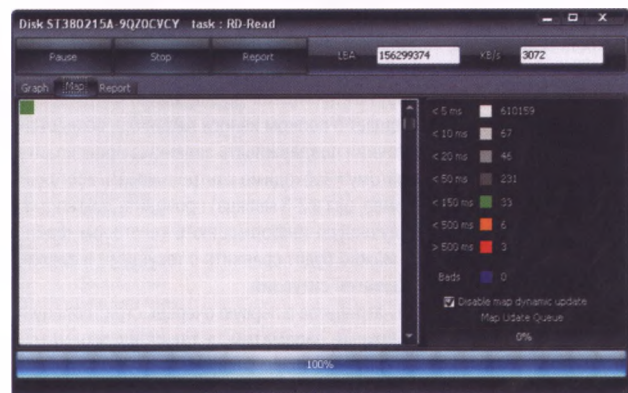 Disk ST380215A-9QZ0CVCY task : RD-Read
Pause Stop Report LBA 156299374 KB/s 3072
Graph Map Report
< 5 ms 610159
< 10 ms 67
< 20 ms 46
< 50 ms 231
< 150 ms 33
< 500 ms 6
> 500 ms 3
Bads 0
Disable map dynamic update
Map Udate Queue
0%
100%